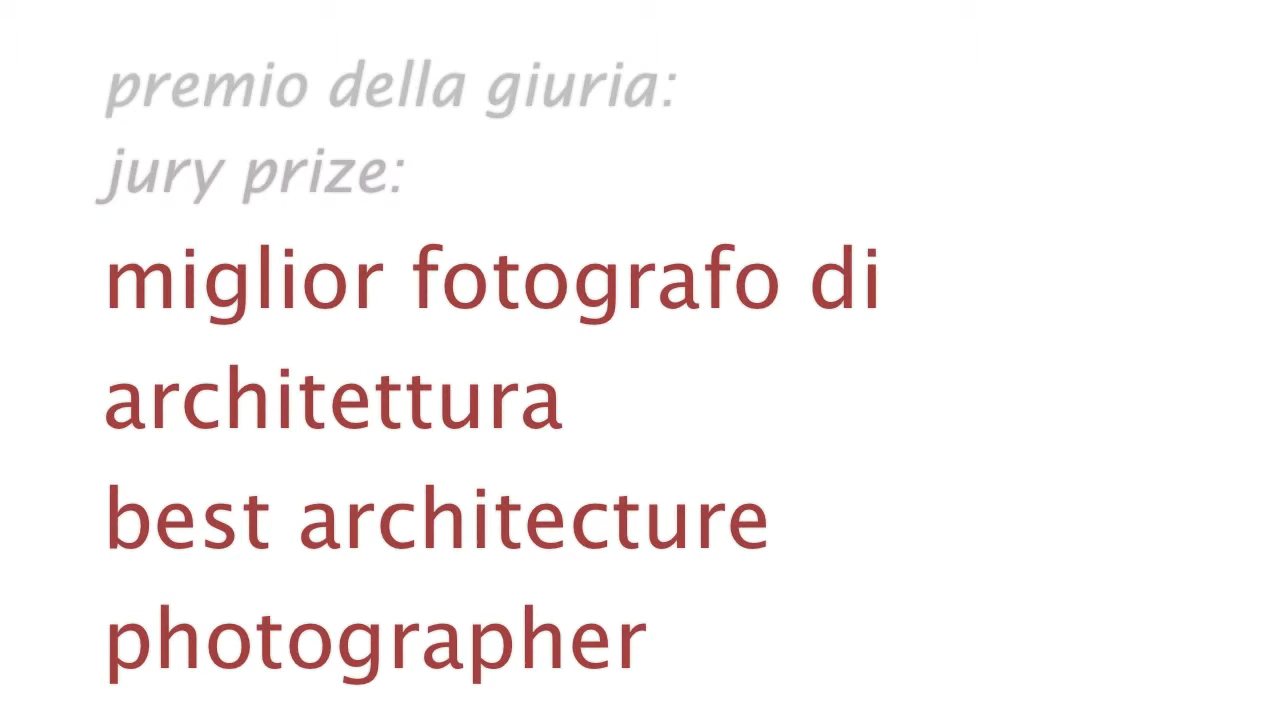 premio della giuria:
jury prize:
miglior fotografo di
architettura
best architecture
photographer